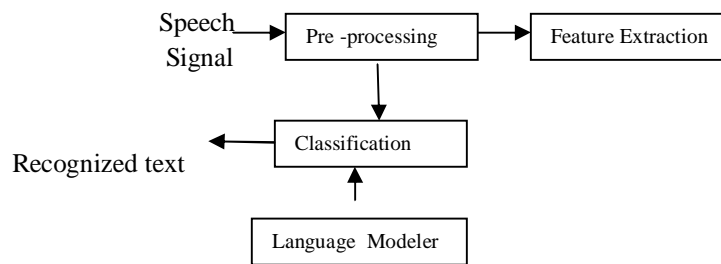 Speech
Signal
Pre -processing
Feature Extraction
Classification
Recognized text
Language Modeler